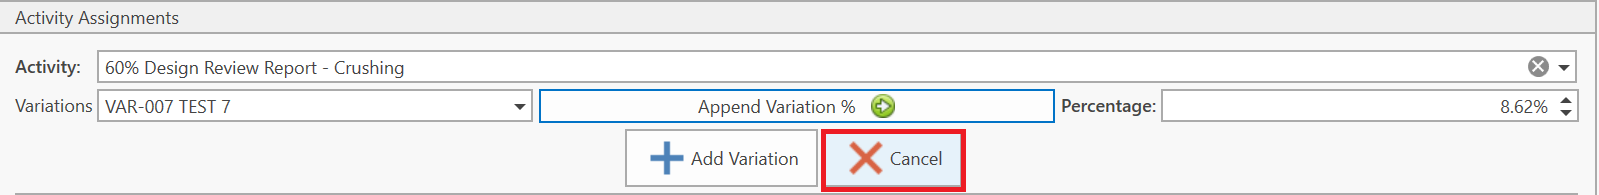 Activity Assignments
Activity: 60% Design Review Report - Crushing
Variations VAR-007 TEST 7 Append Variation % Percentage: 8.62%
Add Variation Cancel